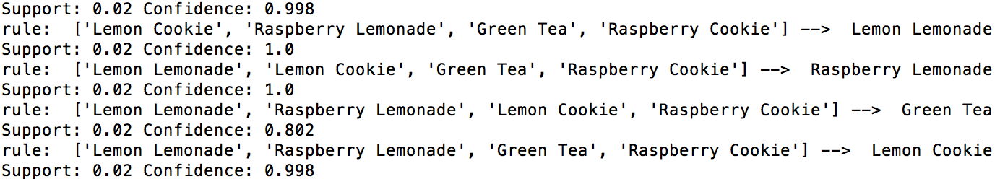 Support: 0.02 Confidence: 0.998
rule:  ['Lemon Cookie', 'Raspberry Lemonade', 'Green Tea', 'Raspberry Cookie'] -->  Lemon Lemonade
Support: 0.02 Confidence: 1.0
rule:  ['Lemon Lemonade', 'Lemon Cookie', 'Green Tea', 'Raspberry Cookie'] -->  Raspberry Lemonade
Support: 0.02 Confidence: 1.0
rule:  ['Lemon Lemonade', 'Raspberry Lemonade', 'Lemon Cookie', 'Raspberry Cookie'] -->  Green Tea
Support: 0.02 Confidence: 0.802
rule:  ['Lemon Lemonade', 'Raspberry Lemonade', 'Green Tea', 'Raspberry Cookie'] -->  Lemon Cookie
Support: 0.02 Confidence: 0.998